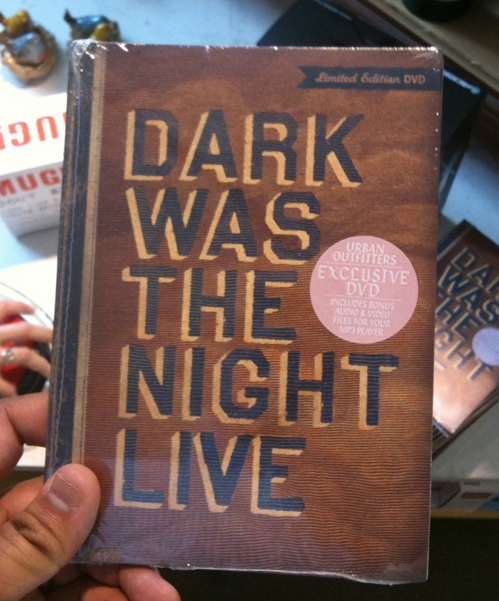 Limited Edition DVD
DARK
WAS
THE
NIGHT
LIVE
URBAN
OUTFITTERS
EXCLUSIVE
DVD
INCLUDES BONUS
AUDIO & VIDEO
FILES FOR YOUR
MP3 PLAYER